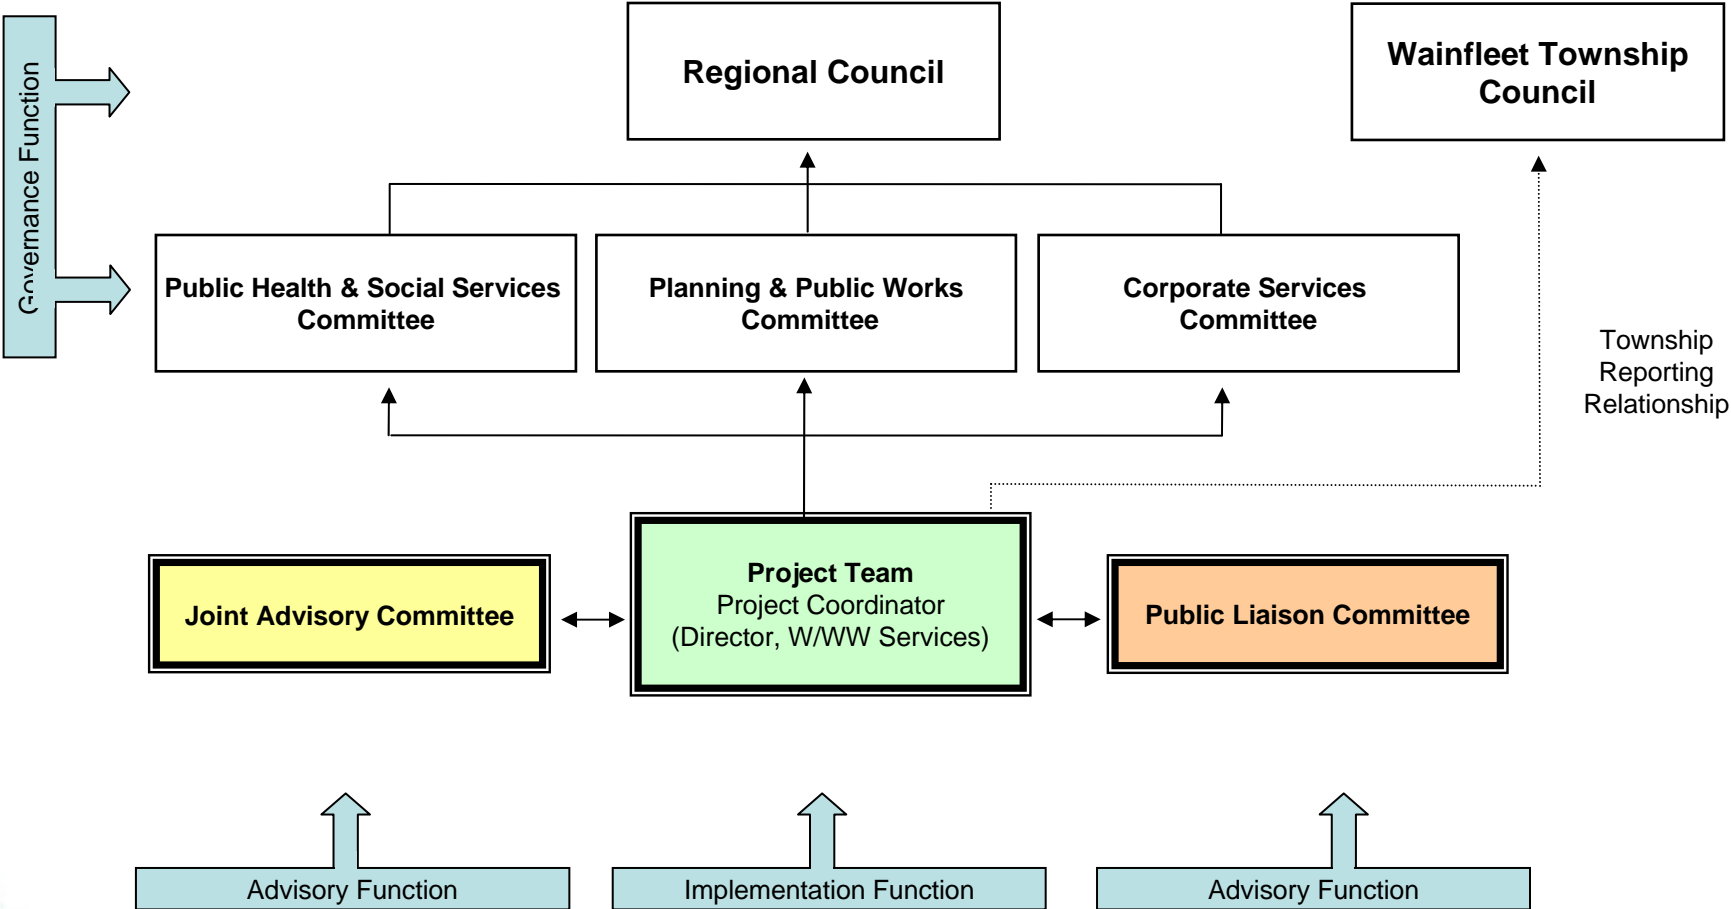 Governance Function
Regional Council
Wainfleet Township
Council
Public Health & Social Services
Committee
Planning & Public Works
Committee
Corporate Services
Committee
Township
Reporting
Relationship
Joint Advisory Committee
Project Team
Project Coordinator
(Director, W/WW Services)
Public Liaison Committee
Advisory Function
Implementation Function
Advisory Function